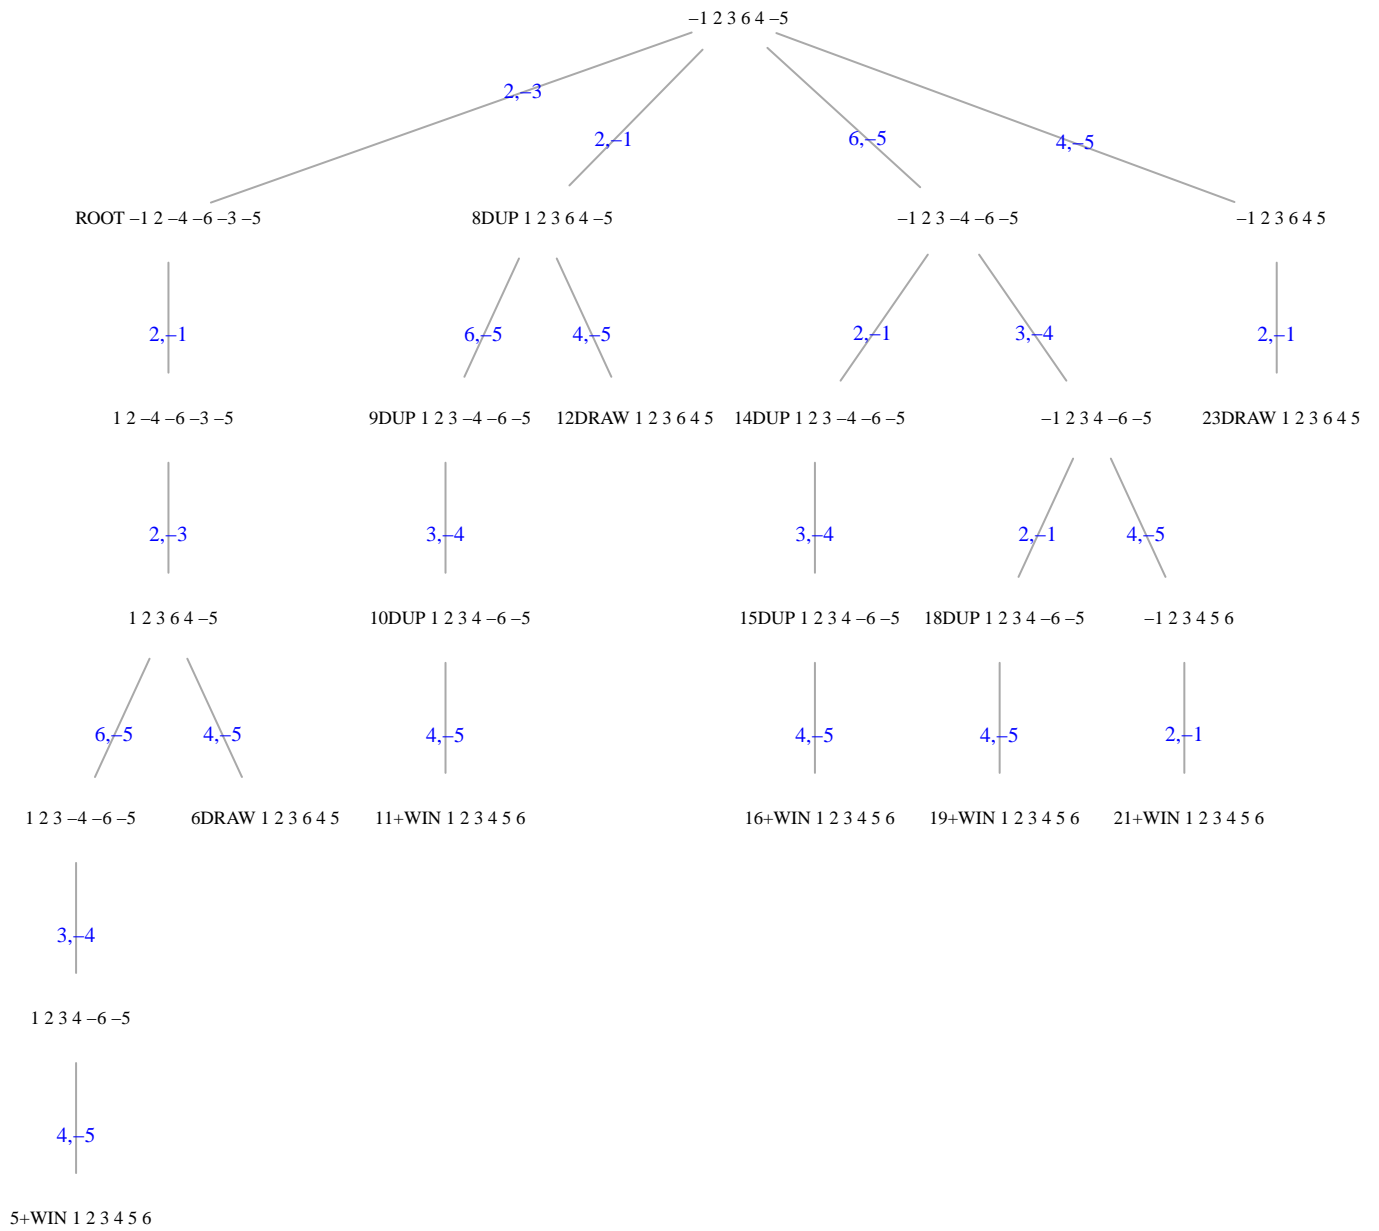 –1 2 3 6 4 –5
2,–3
2,–1
6,–5
4,–5
ROOT –1 2 –4 –6 –3 –5
8DUP 1 2 3 6 4 –5
–1 2 3 –4 –6 –5
–1 2 3 6 4 5
2,–1
6,–5
4,–5
2,–1
3,–4
2,–1
1 2 –4 –6 –3 –5
9DUP 1 2 3 –4 –6 –5
12DRAW 1 2 3 6 4 5
14DUP 1 2 3 –4 –6 –5
–1 2 3 4 –6 –5
23DRAW 1 2 3 6 4 5
2,–3
3,–4
3,–4
2,–1
4,–5
1 2 3 6 4 –5
10DUP 1 2 3 4 –6 –5
15DUP 1 2 3 4 –6 –5
18DUP 1 2 3 4 –6 –5
–1 2 3 4 5 6
6,–5
4,–5
4,–5
4,–5
4,–5
2,–1
1 2 3 –4 –6 –5
6DRAW 1 2 3 6 4 5
11+WIN 1 2 3 4 5 6
16+WIN 1 2 3 4 5 6
19+WIN 1 2 3 4 5 6
21+WIN 1 2 3 4 5 6
3,–4
1 2 3 4 –6 –5
4,–5
5+WIN 1 2 3 4 5 6